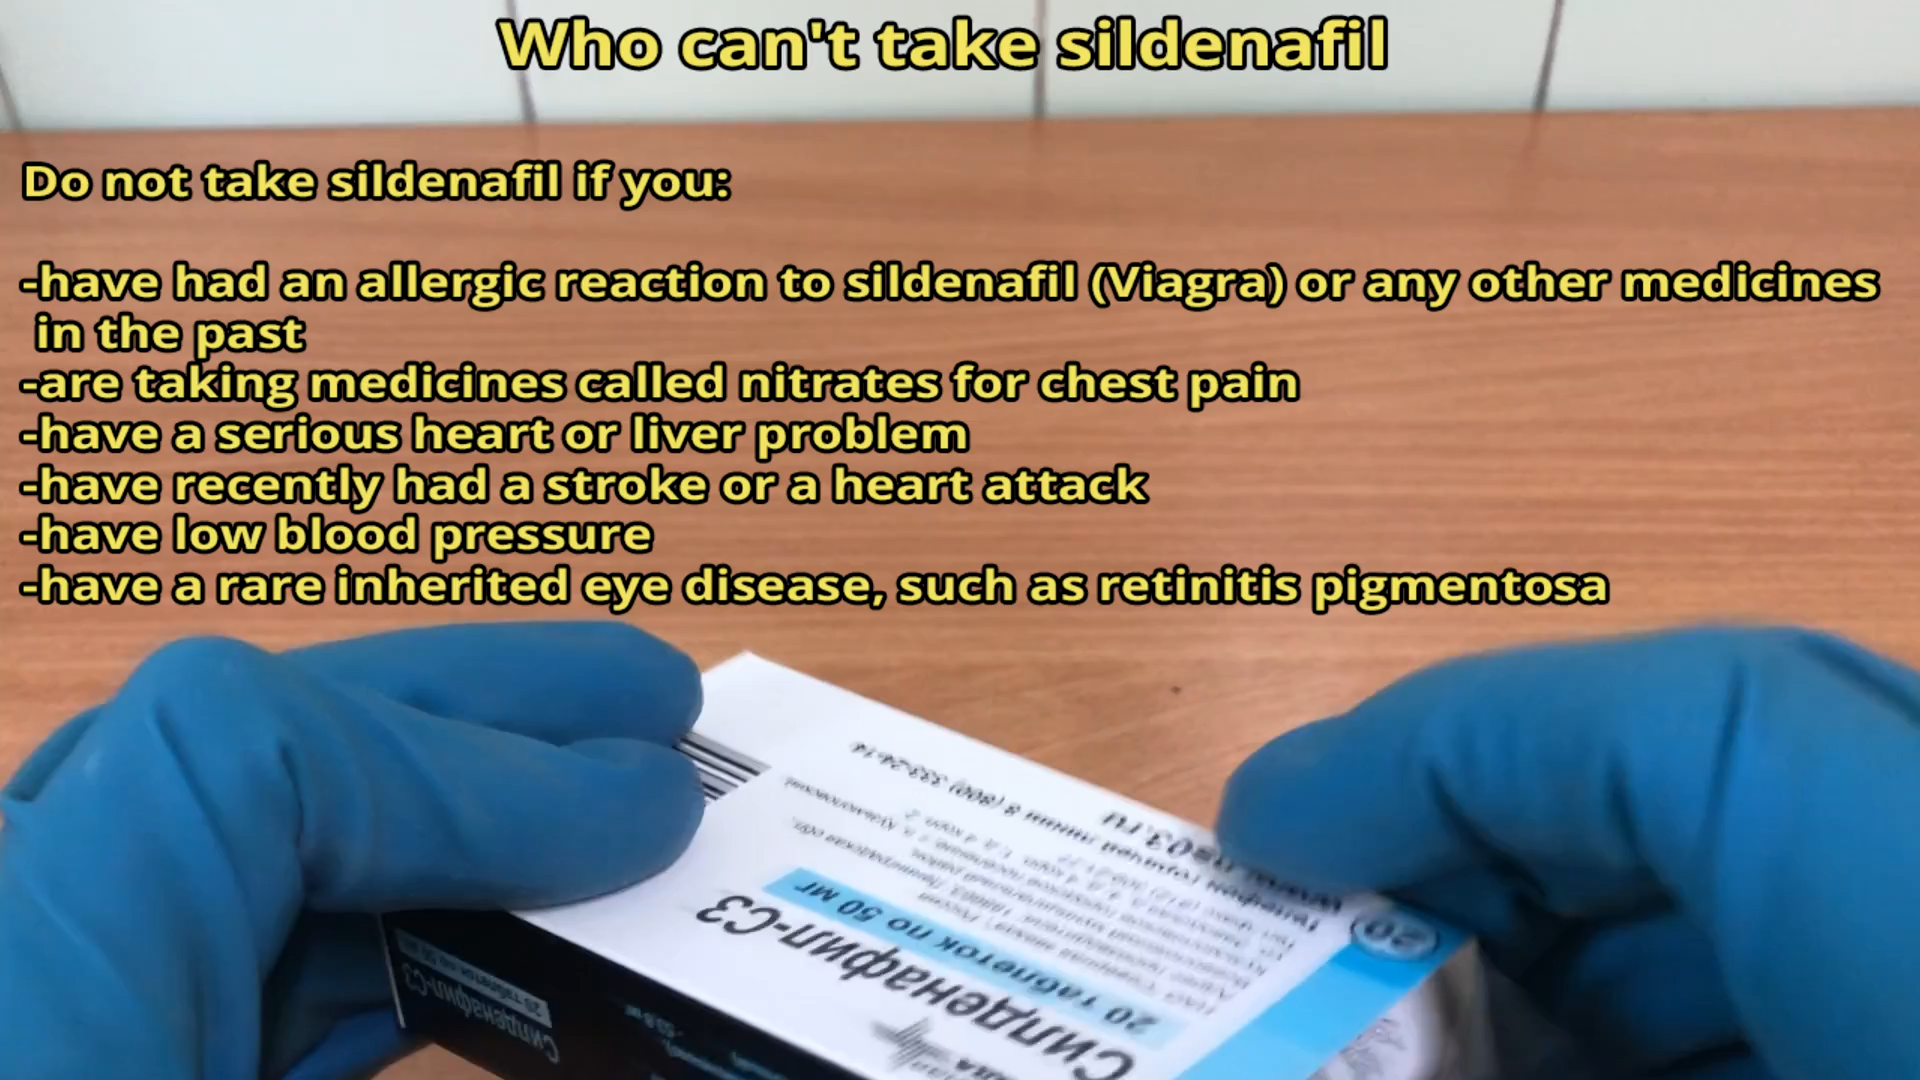 Who can't take sildenafil
Do not take sildenafil if you:
-have had an allergic reaction to sildenafil (Viagra) or any other medicines
in the past
-are taking medicines called nitrates for chest pain
-have a serious heart or liver problem
-have recently had a stroke or a heart attack
-have low blood pressure
-have a rare inherited eye disease, such as retinitis pigmentosa
Силденафил-СЗ
20 таблеток по 50 мг
20
Силденафил-СЗ